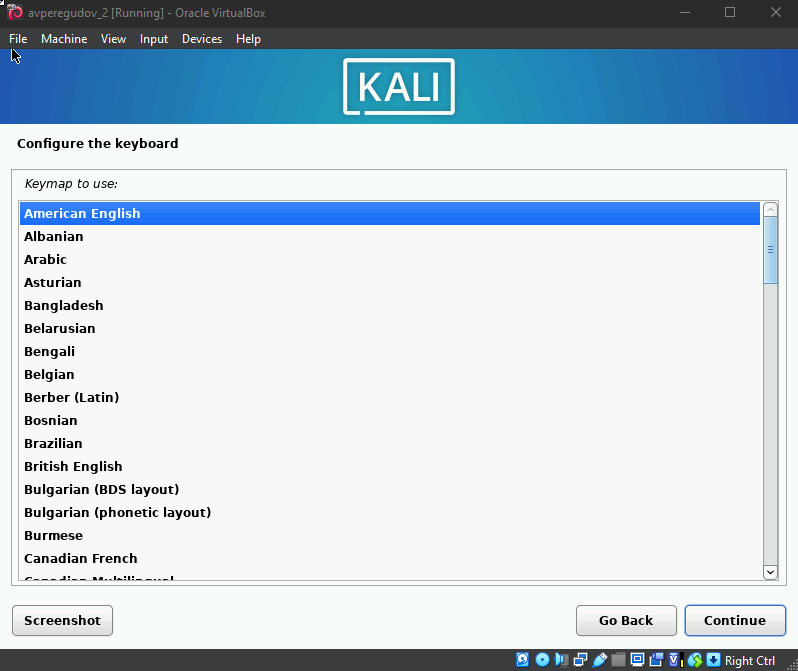 avperegudov_2 [Running] - Oracle VirtualBox
File Machine View Input Devices Help
KALI
Configure the keyboard
Keymap to use:
American English
Albanian
Arabic
Asturian
Bangladesh
Belarusian
Bengali
Belgian
Berber (Latin)
Bosnian
Brazilian
British English
Bulgarian (BDS layout)
Bulgarian (phonetic layout)
Burmese
Canadian French
Canadian Multilingual
Screenshot Go Back Continue
Right Ctrl